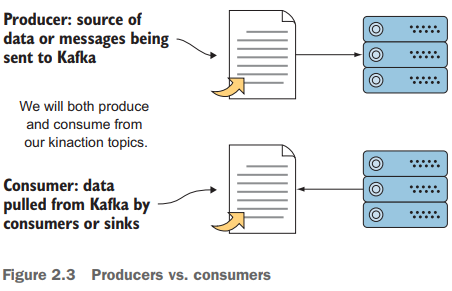 Producer: source of
data or messages being
sent to Kafka
We will both produce
and consume from
our kinaction topics.
Consumer: data
pulled from Kafka by
consumers or sinks
Figure 2.3 Producers vs. consumers